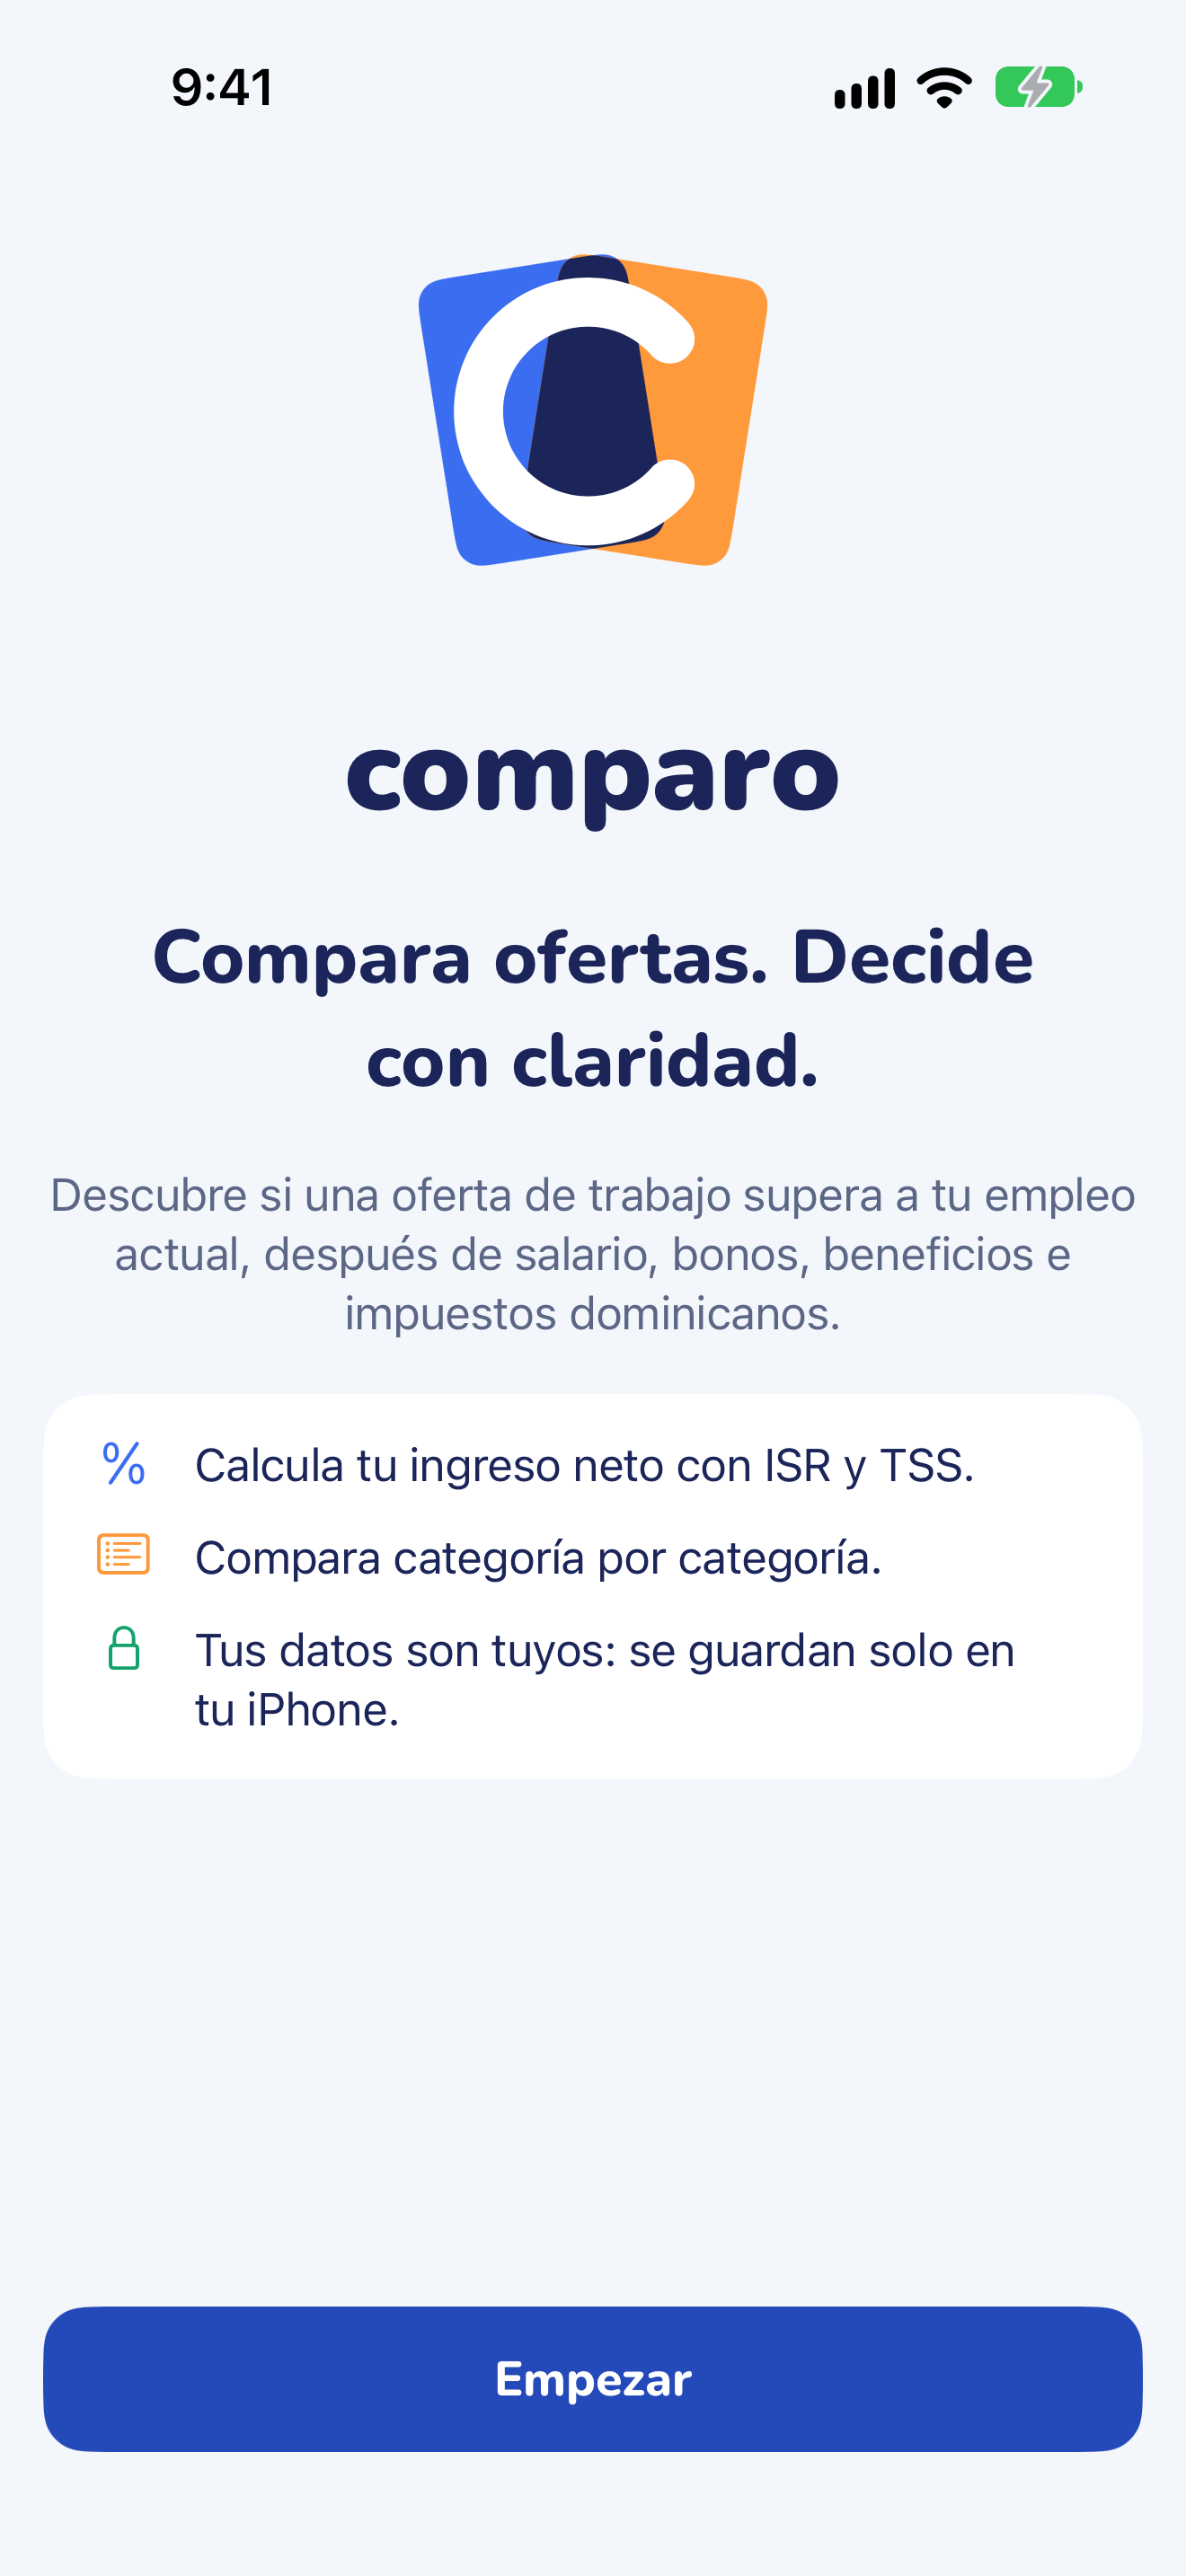 9:41
C
comparo
Compara ofertas. Decide
con claridad.
Descubre si una oferta de trabajo supera a tu empleo
actual, después de salario, bonos, beneficios e
impuestos dominicanos.
% Calcula tu ingreso neto con ISR y TSS.
Compara categoría por categoría.
Tus datos son tuyos: se guardan solo en
tu iPhone.
Empezar